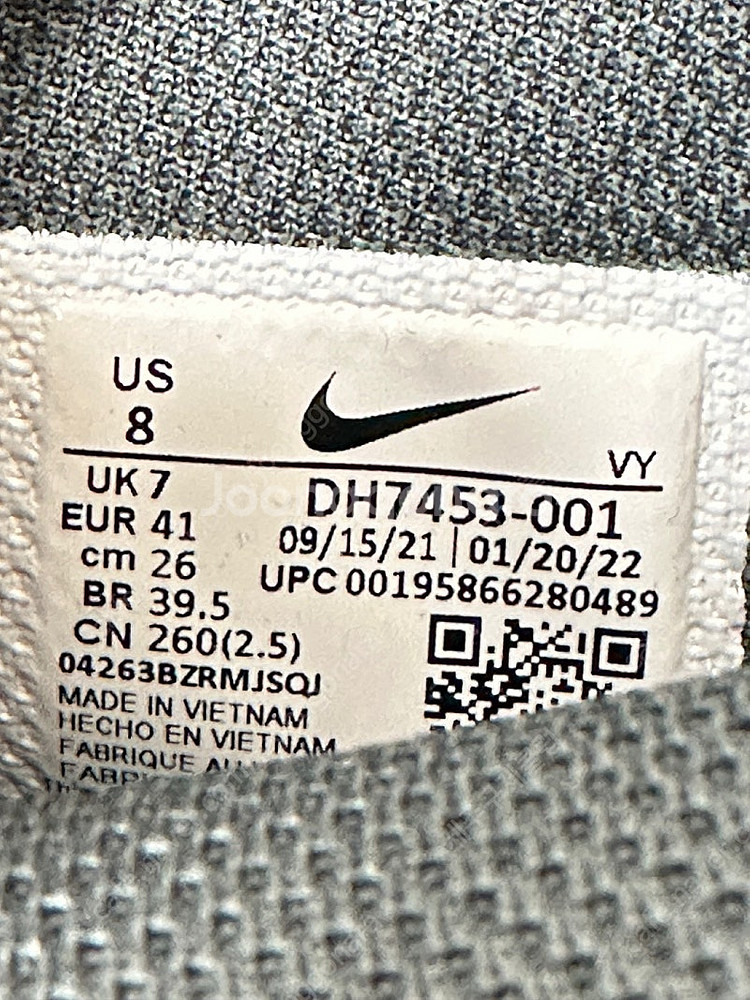 US
8
VY
UK 7
DH7453-001
EUR 41
09/15/21 | 01/20/22
cm 26
UPC 00195866280489
BR 39.5
CN 260(2.5)
04263BZRMJSQJ
MADE IN VIETNAM
HECHO EN VIETNAM
FABRIQUE AU